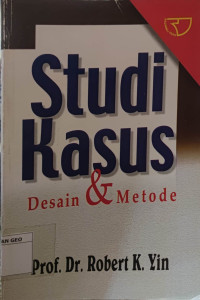 Studi
Kasus
Desain & Metode
Prof. Dr. Robert K. Yin